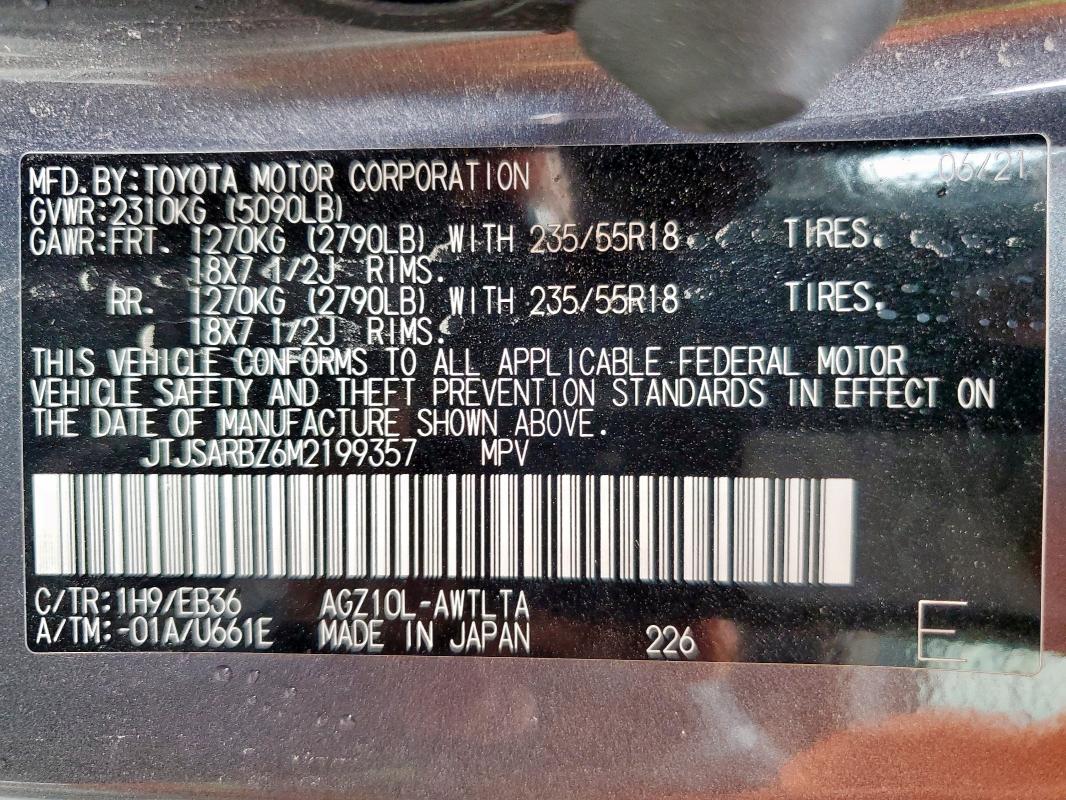 MFD.BY:TOYOTA MOTOR CORPORATION 06/21
GVWR:2310KG (5090LB)
GAWR:FRT. 1270KG (2790LB) WITH 235/55R18 TIRES.
18X7 1/2J RIMS.
RR. 1270KG (2790LB) WITH 235/55R18 TIRES.
18X7 1/2J RIMS.
THIS VEHICLE CONFORMS TO ALL APPLICABLE FEDERAL MOTOR
VEHICLE SAFETY AND THEFT PREVENTION STANDARDS IN EFFECT ON
THE DATE OF MANUFACTURE SHOWN ABOVE.
JTJSARBZ6M2199357 MPV
C/TR:1H9/EB36 AGZ10L-AWTLTA
A/TM:-01A/U661E MADE IN JAPAN 226 E